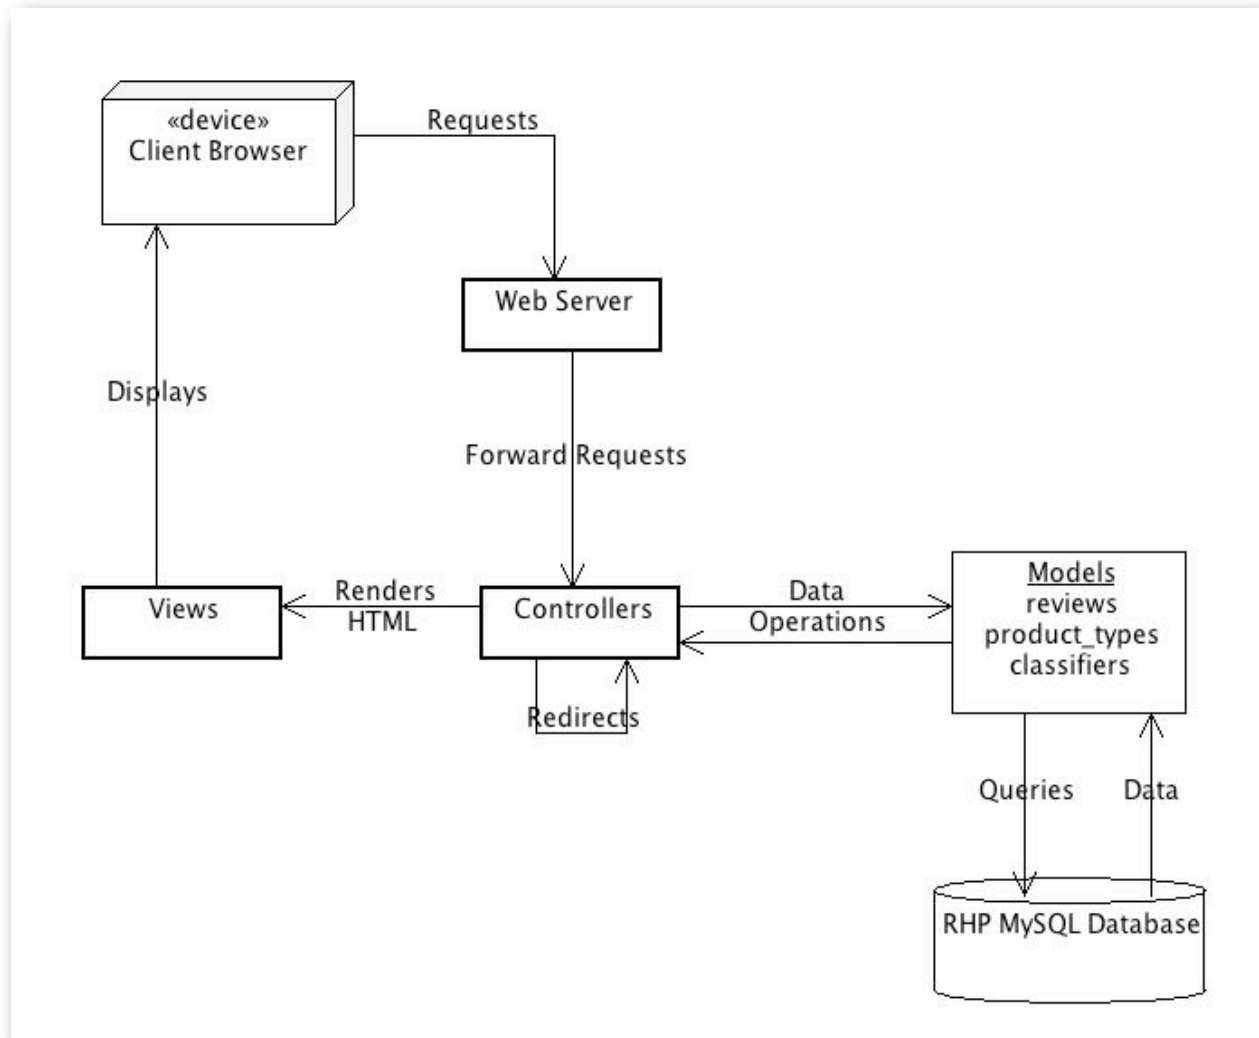 «device»
Client Browser
Requests
Web Server
Displays
Forward Requests
Views
Renders
HTML
Controllers
Data
Operations
Models
reviews
product_types
classifiers
Redirects
Queries
Data
RHP MySQL Database